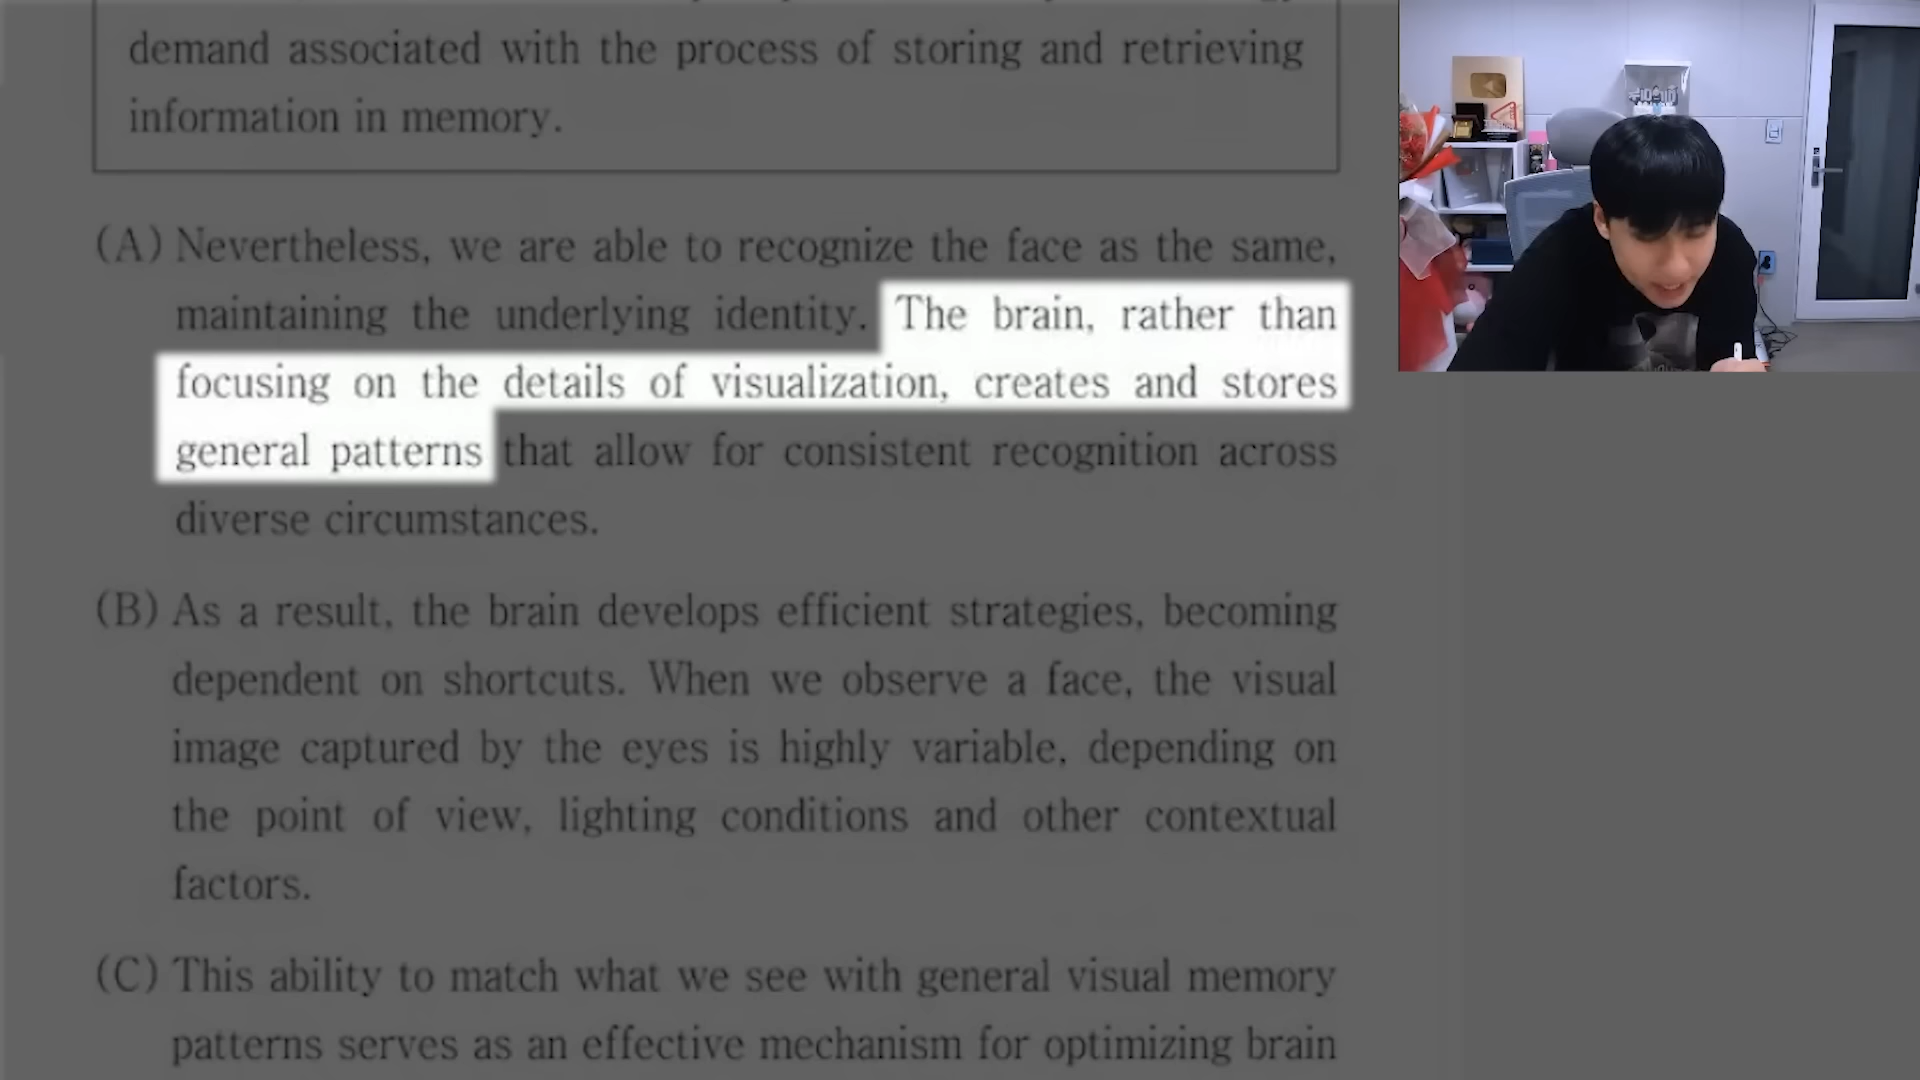 demand associated with the process of storing and retrieving
information in memory.
(A) Nevertheless, we are able to recognize the face as the same,
maintaining the underlying identity. The brain, rather than
focusing on the details of visualization, creates and stores
general patterns that allow for consistent recognition across
diverse circumstances.
(B) As a result, the brain develops efficient strategies, becoming
dependent on shortcuts. When we observe a face, the visual
image captured by the eyes is highly variable, depending on
the point of view, lighting conditions and other contextual
factors.
(C) This ability to match what we see with general visual memory
patterns serves as an effective mechanism for optimizing brain